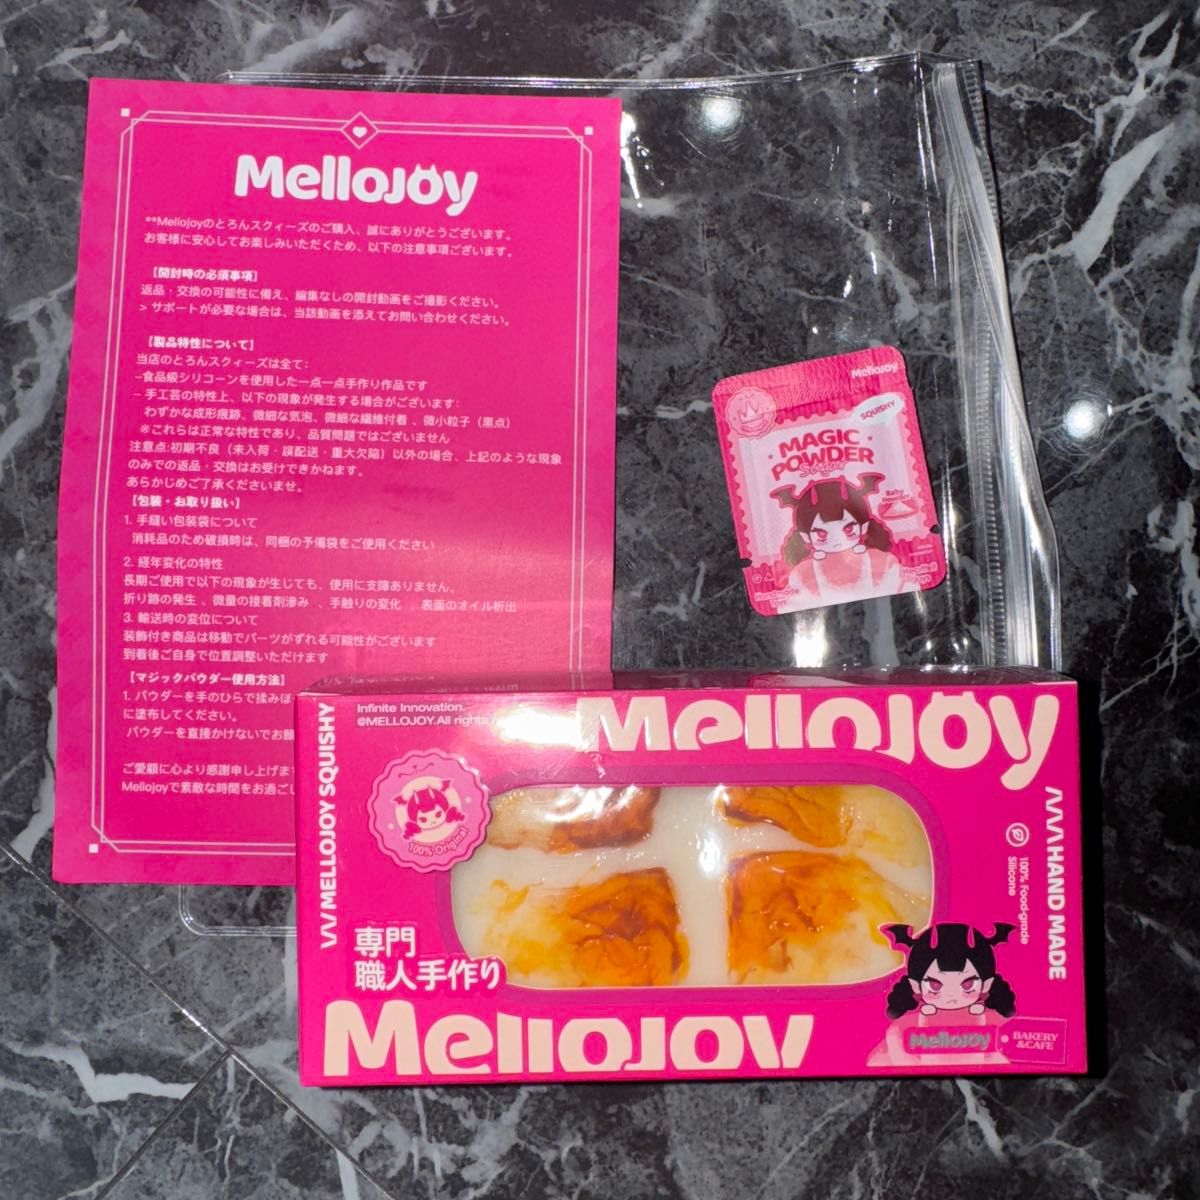 Mellojoy
**Mellojoyのとろんスクィーズのご購入、誠にありがとうございます。
お客様に安心してお楽しみいただくため、以下の注意事項ございます。
【開封時の必須事項】
返品・交換の可能性に備え、編集なしの開封動画をご撮影ください。
> サポートが必要な場合は、当該動画を添えてお問い合わせください。
【製品特性について】
当店のとろんスクィーズは全て:
–食品級シリコーンを使用した一点一点手作り作品です
– 手工芸の特性上、以下の現象が発生する場合がございます:
わずかな成形痕跡、微細な気泡、微細な繊維付着 、微小粒子（黒点）
※これらは正常な特性であり、品質問題ではございません
注意点:初期不良（未入荷・誤配送・重大欠陥）以外の場合、上記のような現象
のみでの返品・交換はお受けできかねます。
あらかじめご了承くださいませ。
【包装・お取り扱い】
1. 手縫い包装袋について
消耗品のため破損時は、同梱の予備袋をご使用ください
2. 経年変化の特性
長期ご使用で以下の現象が生じても、使用に支障ありません。
折り跡の発生 、微量の接着剤滲み 、手触りの変化 、表面のオイル析出
3. 輸送時の変位について
装飾付き商品は移動でパーツがずれる可能性がございます
到着後ご自身で位置調整いただけます
【マジックパウダー使用方法】
1. パウダーを手のひらで揉みほ
に塗布してください。
パウダーを直接かけないでお願
ご愛顧に心より感謝申し上げま
Mellojoyで素敵な時間をお過ごし
Mellojoy
SQUISHY
MAGIC
POWDER
Baby
Powder
Handmade
Toys
Infinite Innovation.
@MELLOJOY.All rights
Mellojoy
MELLOJOY SQUISHY
100% Original
HAND MADE
100% Food-grade
Silicone
専門
職人手作り
Mellojoy
Mellojoy
BAKERY
&CAFE